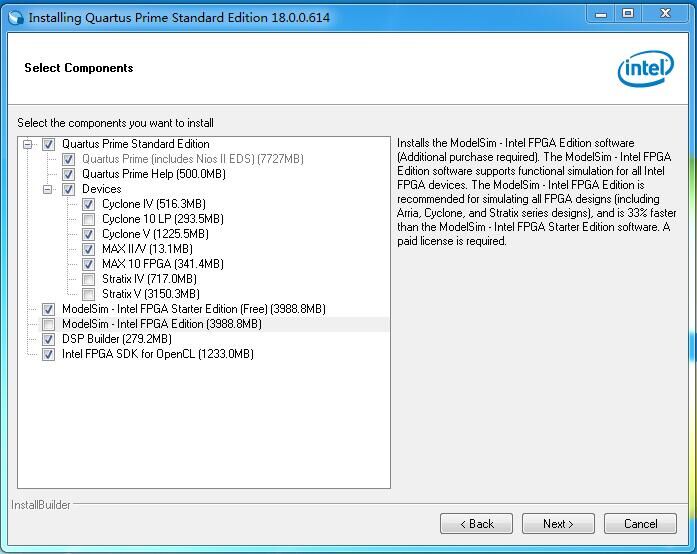 Installing Quartus Prime Standard Edition 18.0.0.614
Select Components
intel
Select the components you want to install
Quartus Prime Standard Edition
Quartus Prime (includes Nios II EDS) (7727MB)
Quartus Prime Help (500.0MB)
Devices
Cyclone IV (516.3MB)
Cyclone 10 LP (293.5MB)
Cyclone V (1225.5MB)
MAX II/V (13.1MB)
MAX 10 FPGA (341.4MB)
Stratix IV (717.0MB)
Stratix V (3150.3MB)
ModelSim - Intel FPGA Starter Edition (Free) (3988.8MB)
ModelSim - Intel FPGA Edition (3988.8MB)
DSP Builder (279.2MB)
Intel FPGA SDK for OpenCL (1233.0MB)
Installs the ModelSim - Intel FPGA Edition software
(Additional purchase required). The ModelSim - Intel FPGA
Edition software supports functional simulation for all Intel
FPGA devices. The ModelSim - Intel FPGA Edition is
recommended for simulating all FPGA designs (including
Arria, Cyclone, and Stratix series designs), and is 33% faster
than the ModelSim - Intel FPGA Starter Edition software. A
paid license is required.
InstallBuilder
< Back
Next >
Cancel